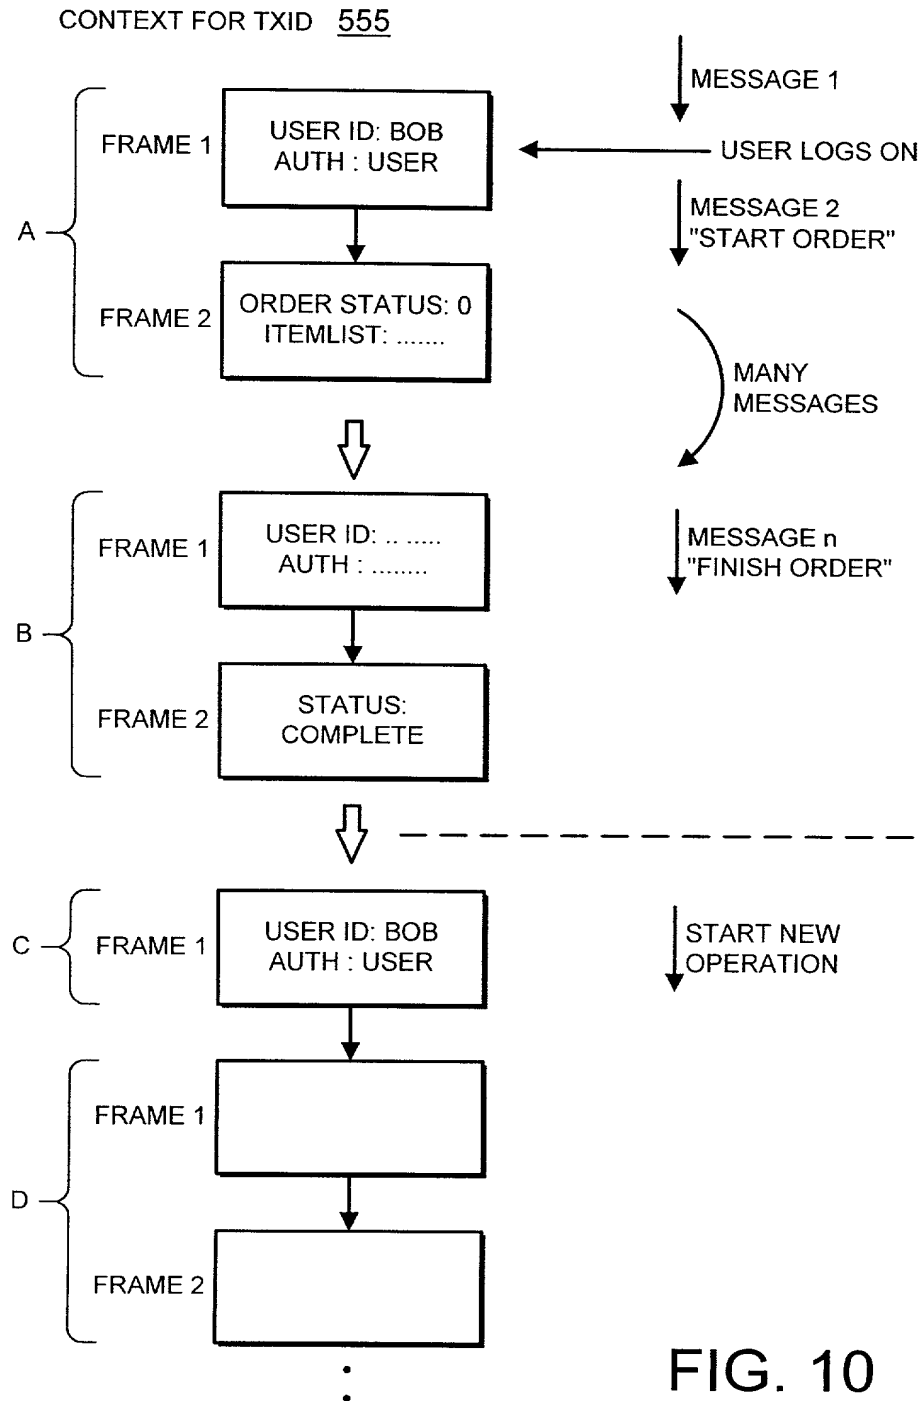 CONTEXT FOR TXID 555
MESSAGE 1
FRAME 1
USER ID: BOB
AUTH : USER
USER LOGS ON
A
MESSAGE 2
"START ORDER"
FRAME 2
ORDER STATUS: 0
ITEMLIST: .......
MANY
MESSAGES
B
FRAME 1
USER ID: .. .....
AUTH : ........
MESSAGE n
"FINISH ORDER"
FRAME 2
STATUS:
COMPLETE
C
FRAME 1
USER ID: BOB
AUTH : USER
START NEW
OPERATION
D
FRAME 1
FRAME 2
FIG. 10